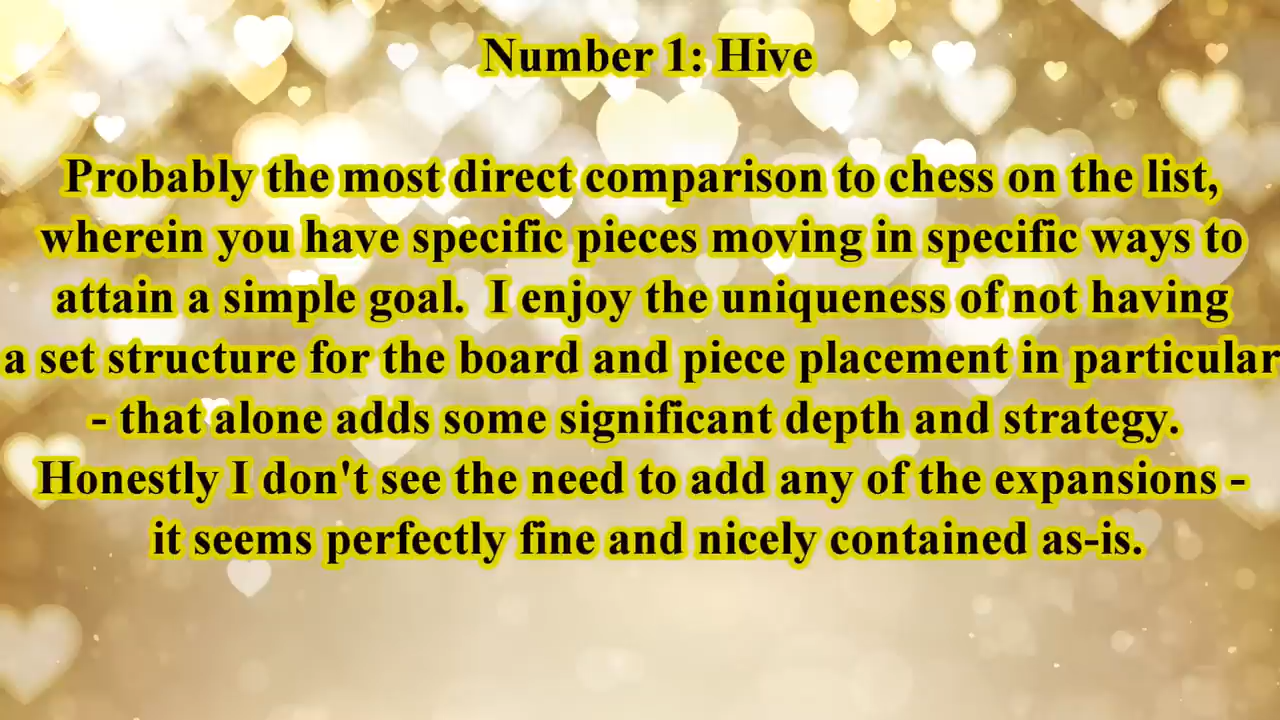 Number 1: Hive
Probably the most direct comparison to chess on the list,
wherein you have specific pieces moving in specific ways to
attain a simple goal.  I enjoy the uniqueness of not having
a set structure for the board and piece placement in particular
- that alone adds some significant depth and strategy.
Honestly I don't see the need to add any of the expansions -
it seems perfectly fine and nicely contained as-is.